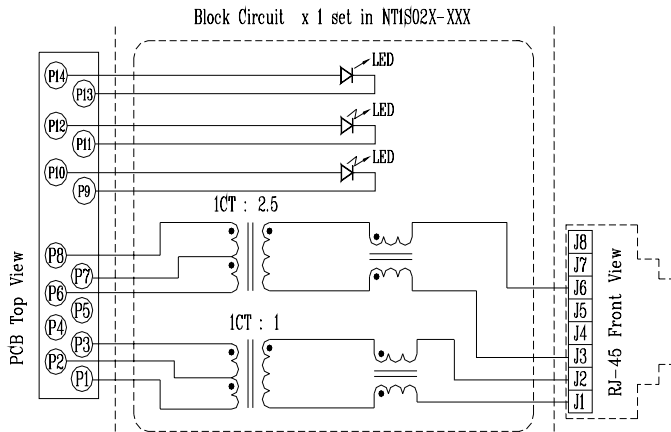 Block Circuit x 1 set in NT1S02X-XXX
P14
LED
P13
P12
LED
P11
P10
LED
P9
1CT : 2.5
P8
P7
P6
P5
P4
1CT : 1
P3
P2
P1
PCB Top View
J8
J7
J6
J5
J4
J3
J2
J1
RJ-45 Front View